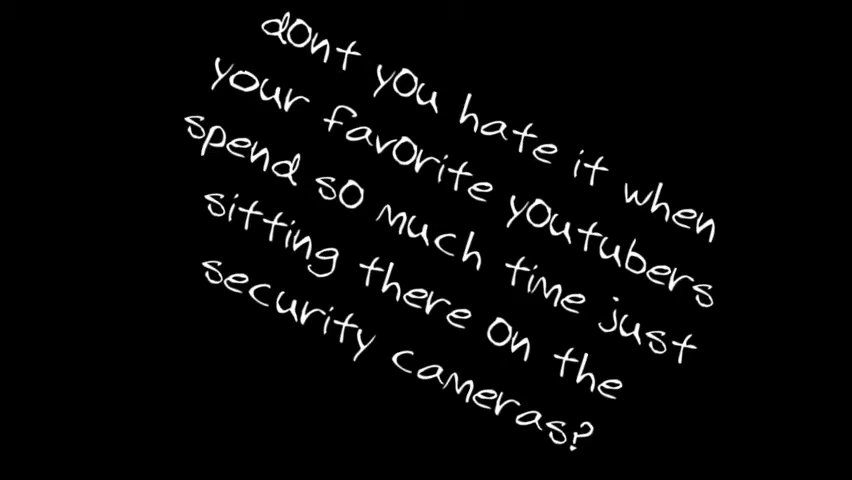 dont you hate it when
your favorite youtubers
spend so much time just
sitting there on the
security cameras?